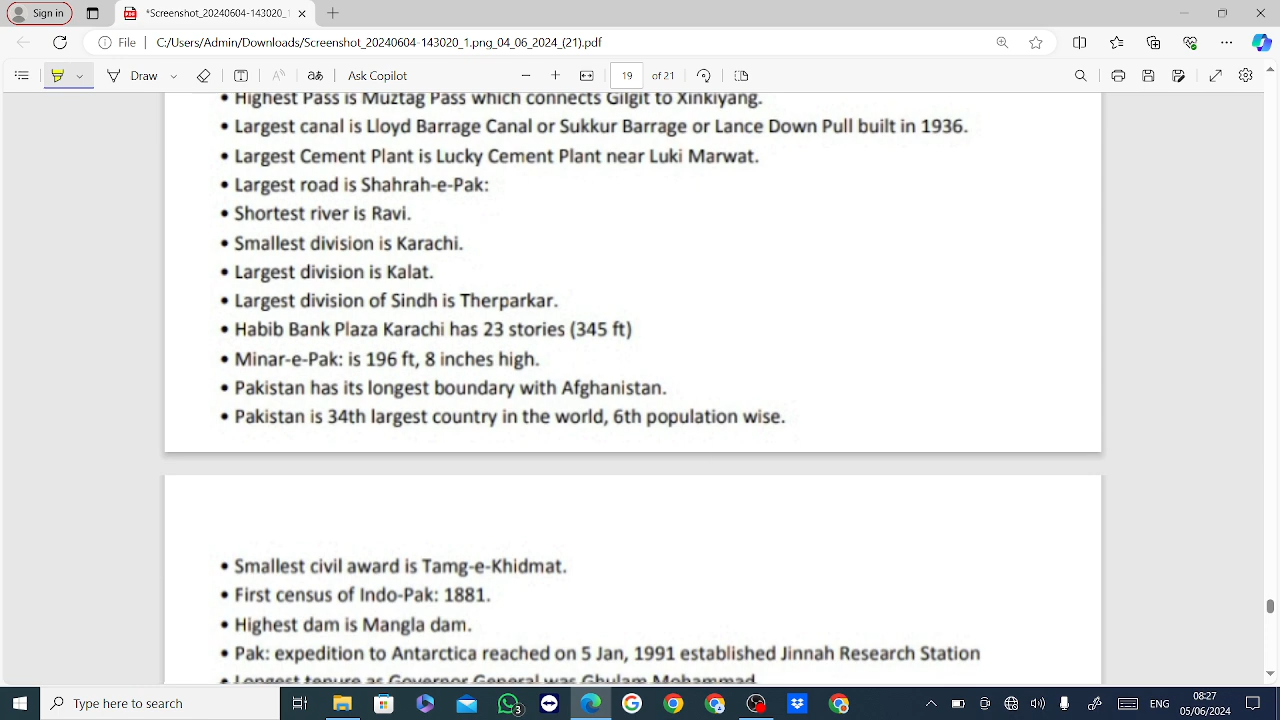 Sign in
*Screenshot_20240604-143020_1
File
C:/Users/Admin/Downloads/Screenshot_20240604-143020_1.png_04_06_2024_(21).pdf
Draw
Ask Copilot
19 of 21
• Highest Pass is Muztag Pass which connects Gilgit to Xinkiyang.
• Largest canal is Lloyd Barrage Canal or Sukkur Barrage or Lance Down Pull built in 1936.
• Largest Cement Plant is Lucky Cement Plant near Luki Marwat.
• Largest road is Shahrah-e-Pak:
• Shortest river is Ravi.
• Smallest division is Karachi.
• Largest division is Kalat.
• Largest division of Sindh is Therparkar.
• Habib Bank Plaza Karachi has 23 stories (345 ft)
• Minar-e-Pak: is 196 ft, 8 inches high.
• Pakistan has its longest boundary with Afghanistan.
• Pakistan is 34th largest country in the world, 6th population wise.
• Smallest civil award is Tamg-e-Khidmat.
• First census of Indo-Pak: 1881.
• Highest dam is Mangla dam.
• Pak: expedition to Antarctica reached on 5 Jan, 1991 established Jinnah Research Station
• Longest tenure as Governor General was Ghulam Mohammad.
Type here to search
ENG
08:27
05/06/2024